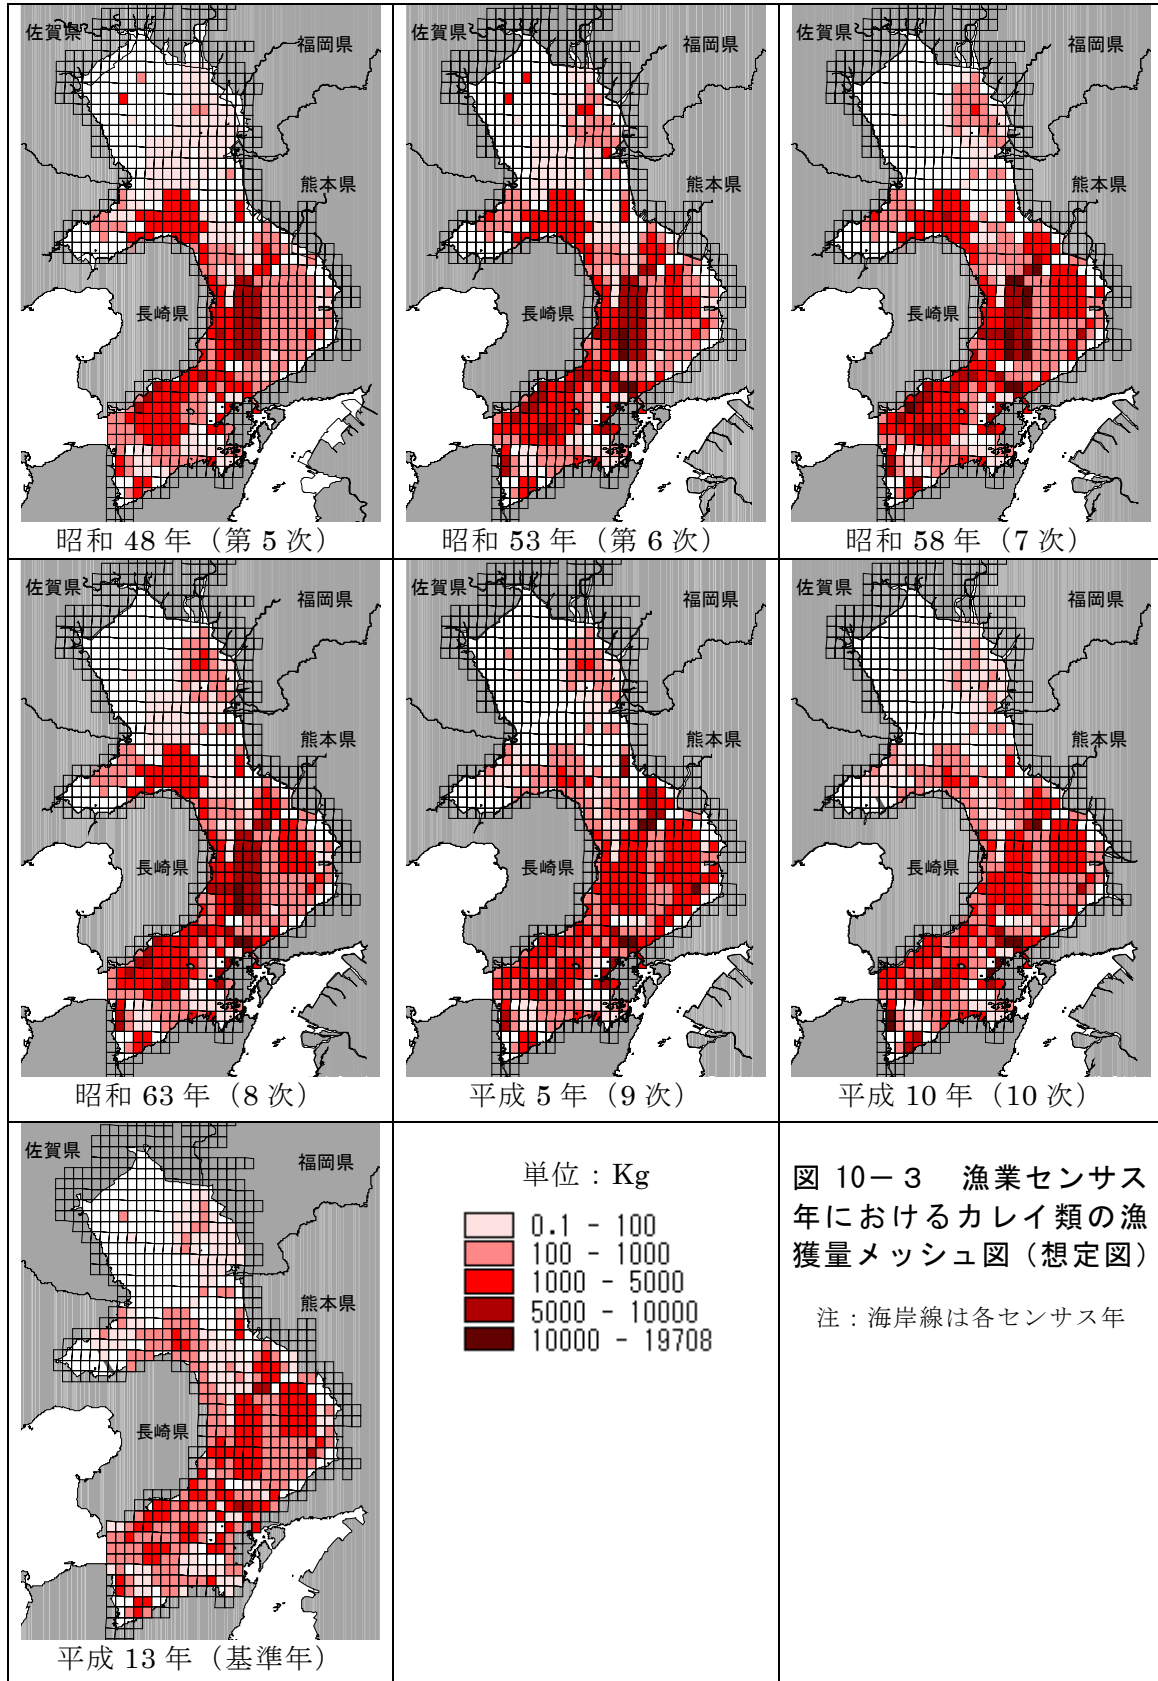 佐賀県
福岡県
熊本県
長崎県
昭和 48 年（第 5 次）
佐賀県
福岡県
熊本県
長崎県
昭和 53 年（第 6 次）
佐賀県
福岡県
熊本県
長崎県
昭和 58 年（7 次）
佐賀県
福岡県
熊本県
長崎県
昭和 63 年（8 次）
佐賀県
福岡県
熊本県
長崎県
平成 5 年（9 次）
佐賀県
福岡県
熊本県
長崎県
平成 10 年（10 次）
佐賀県
福岡県
熊本県
長崎県
平成 13 年（基準年）
単位：Kg
0.1 - 100
100 - 1000
1000 - 5000
5000 - 10000
10000 - 19708
図 10－3　漁業センサス
年におけるカレイ類の漁
獲量メッシュ図（想定図）
注：海岸線は各センサス年